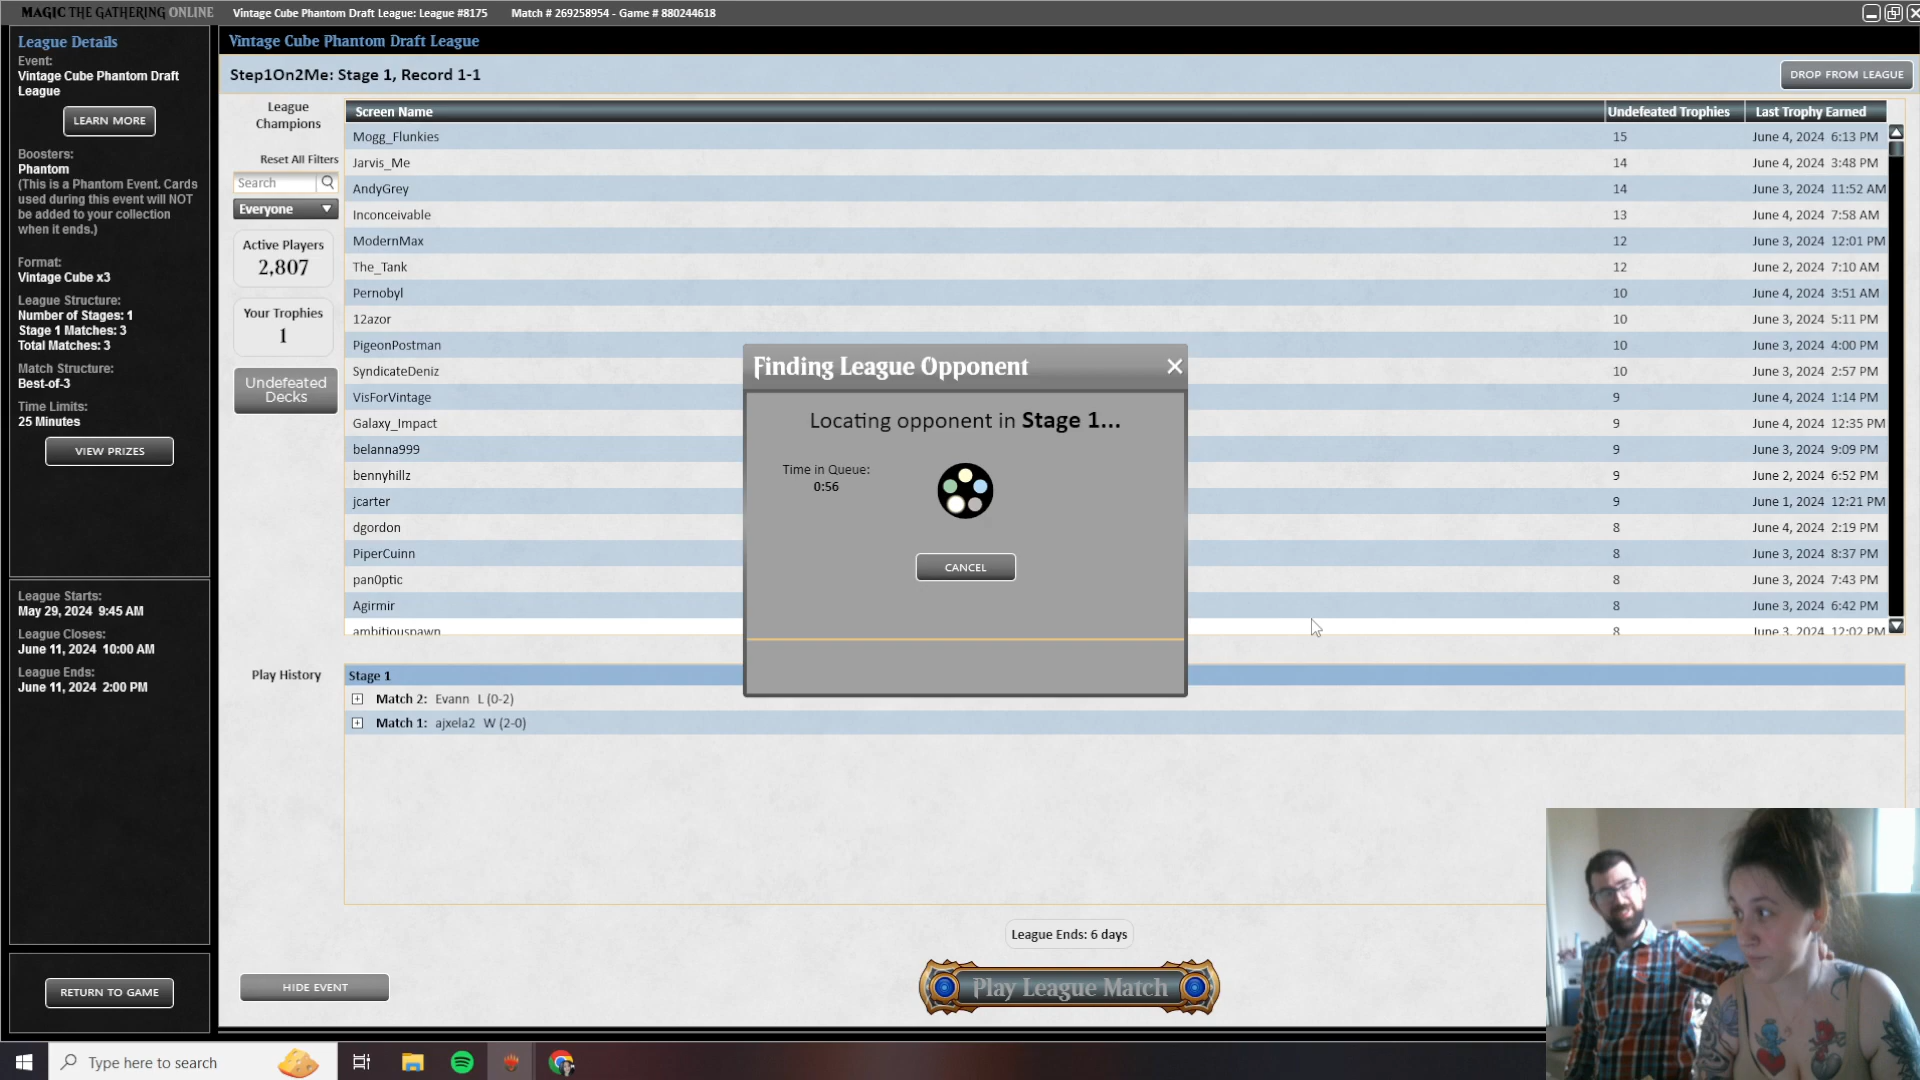 MAGIC THE GATHERING ONLINE
Vintage Cube Phantom Draft League: League #8175
Match # 269258954 - Game # 880244618
League Details
Event:
Vintage Cube Phantom Draft
League
LEARN MORE
Boosters:
Phantom
(This is a Phantom Event. Cards
used during this event will NOT
be added to your collection
when it ends.)
Format:
Vintage Cube x3
League Structure:
Number of Stages: 1
Stage 1 Matches: 3
Total Matches: 3
Match Structure:
Best-of-3
Time Limits:
25 Minutes
VIEW PRIZES
League Starts:
May 29, 2024 9:45 AM
League Closes:
June 11, 2024 10:00 AM
League Ends:
June 11, 2024 2:00 PM
RETURN TO GAME
Vintage Cube Phantom Draft League
Step1On2Me: Stage 1, Record 1-1
DROP FROM LEAGUE
League
Champions
Reset All Filters
Search
Everyone
Active Players
2,807
Your Trophies
1
Undefeated
Decks
Screen Name Undefeated Trophies Last Trophy Earned
Mogg_Flunkies 15 June 4, 2024 6:13 PM
Jarvis_Me 14 June 4, 2024 3:48 PM
AndyGrey 14 June 3, 2024 11:52 AM
Inconceivable 13 June 4, 2024 7:58 AM
ModernMax 12 June 3, 2024 12:01 PM
The_Tank 12 June 2, 2024 7:10 AM
Pernobyl 10 June 4, 2024 3:51 AM
12azor 10 June 3, 2024 5:11 PM
PigeonPostman 10 June 3, 2024 4:00 PM
SyndicateDeniz 10 June 3, 2024 2:57 PM
VisForVintage 9 June 4, 2024 1:14 PM
Galaxy_Impact 9 June 4, 2024 12:35 PM
belanna999 9 June 3, 2024 9:09 PM
bennyhillz 9 June 2, 2024 6:52 PM
jcarter 9 June 1, 2024 12:21 PM
dgordon 8 June 4, 2024 2:19 PM
PiperCuinn 8 June 3, 2024 8:37 PM
pan0ptic 8 June 3, 2024 7:43 PM
Agirmir 8 June 3, 2024 6:42 PM
ambitiouspawn 8 June 3, 2024 12:02 PM
Finding League Opponent
Locating opponent in Stage 1...
Time in Queue:
0:56
CANCEL
Play History
Stage 1
Match 2: Evann L (0-2)
Match 1: ajxela2 W (2-0)
League Ends: 6 days
HIDE EVENT
Play League Match
Type here to search